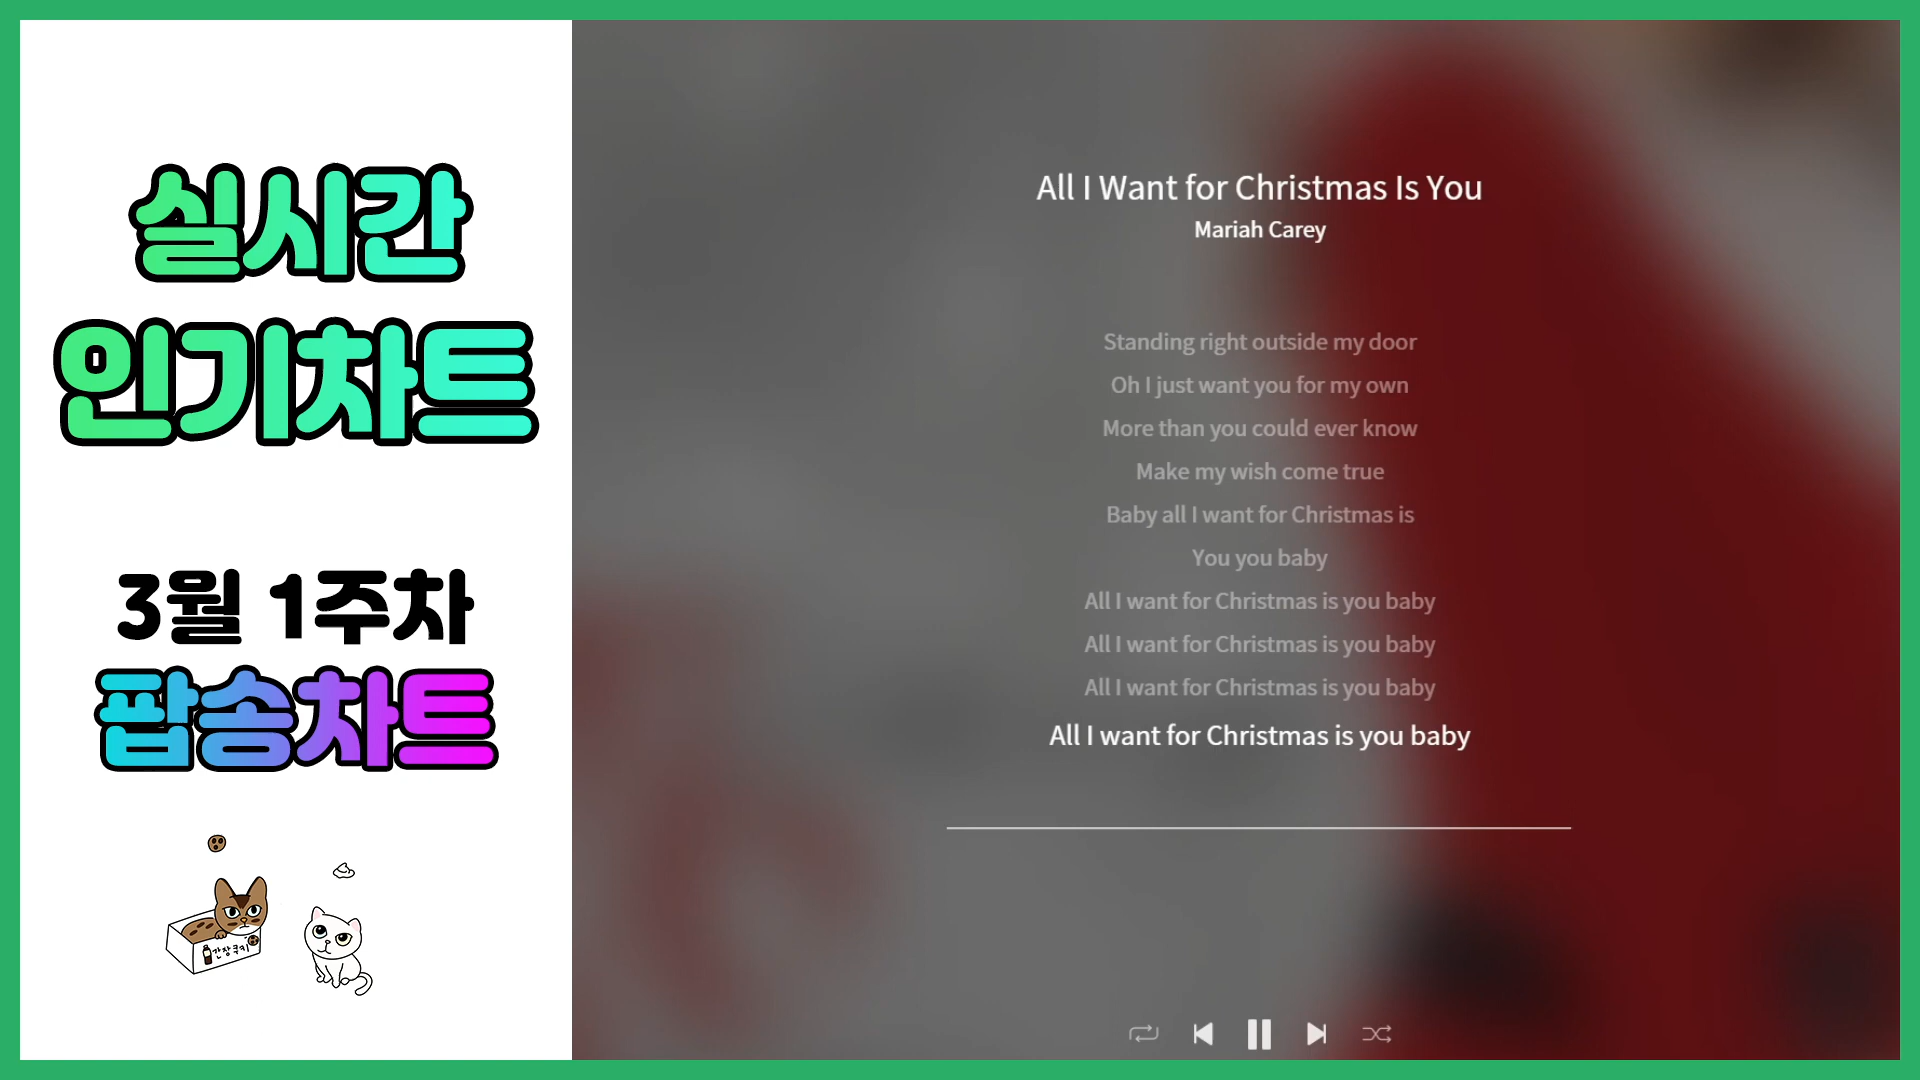 실시간
인기차트
3월 1주차
팝송차트
간장쿠키
All I Want for Christmas Is You
Mariah Carey
Standing right outside my door
Oh I just want you for my own
More than you could ever know
Make my wish come true
Baby all I want for Christmas is
You you baby
All I want for Christmas is you baby
All I want for Christmas is you baby
All I want for Christmas is you baby
All I want for Christmas is you baby